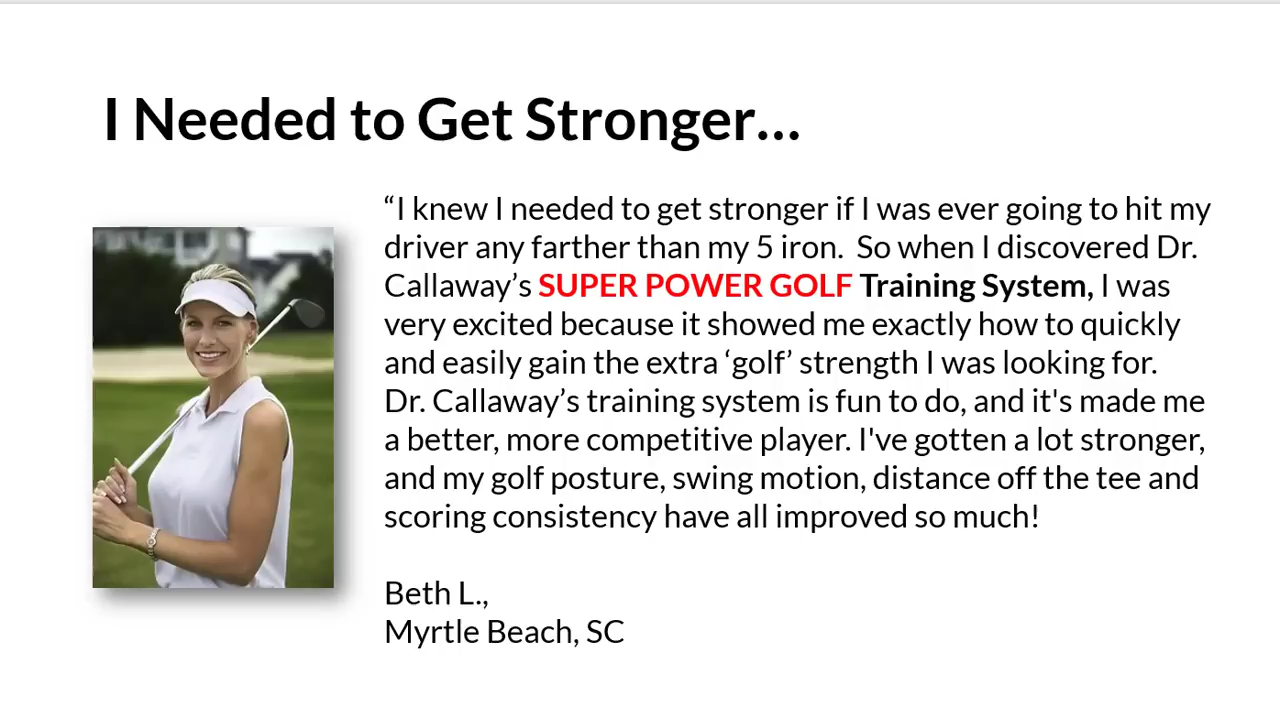 I Needed to Get Stronger...
“I knew I needed to get stronger if I was ever going to hit my
driver any farther than my 5 iron.  So when I discovered Dr.
Callaway’s SUPER POWER GOLF Training System, I was
very excited because it showed me exactly how to quickly
and easily gain the extra ‘golf’ strength I was looking for.
Dr. Callaway’s training system is fun to do, and it's made me
a better, more competitive player. I've gotten a lot stronger,
and my golf posture, swing motion, distance off the tee and
scoring consistency have all improved so much!
Beth L.,
Myrtle Beach, SC